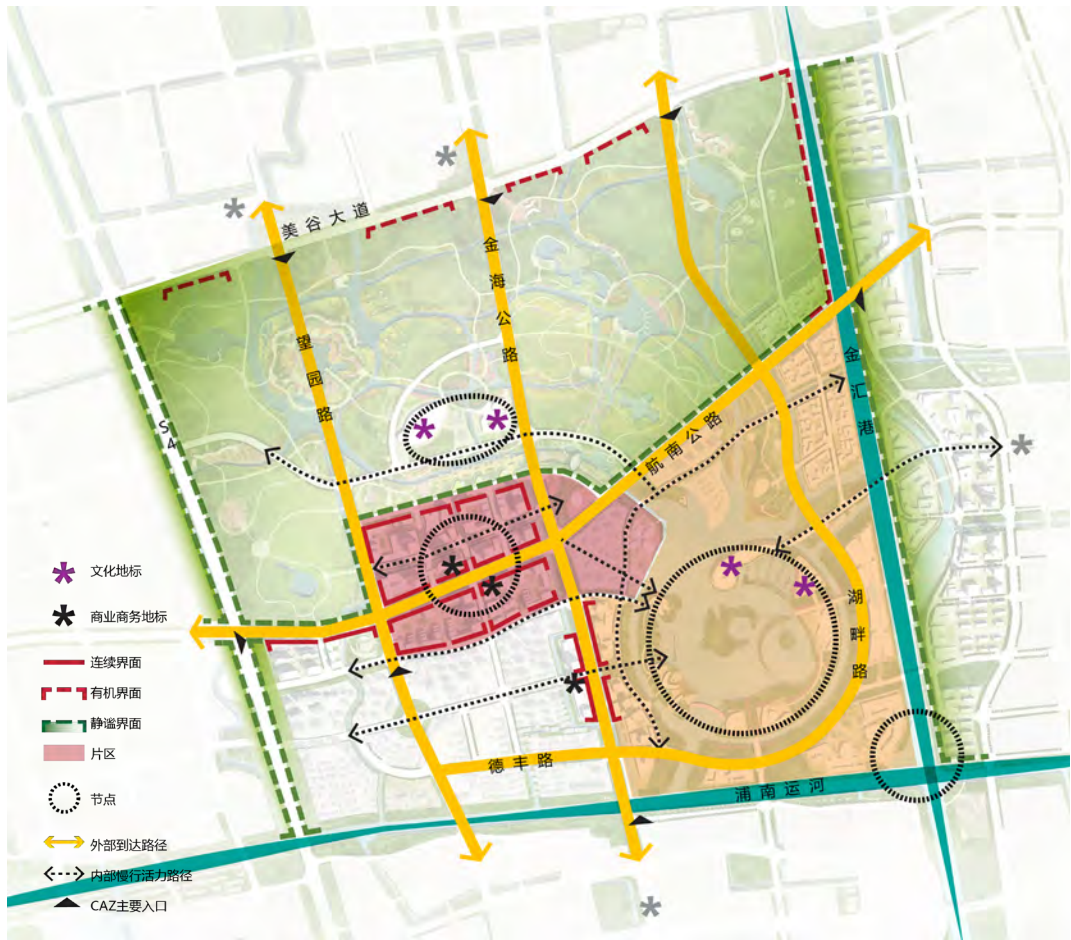 美谷大道
金海公路
望园路
金汇港
S4
航南公路
湖畔路
德丰路
浦南运河
文化地标
商业商务地标
连续界面
有机界面
静谧界面
片区
节点
外部到达路径
内部慢行活力路径
CAZ主要入口